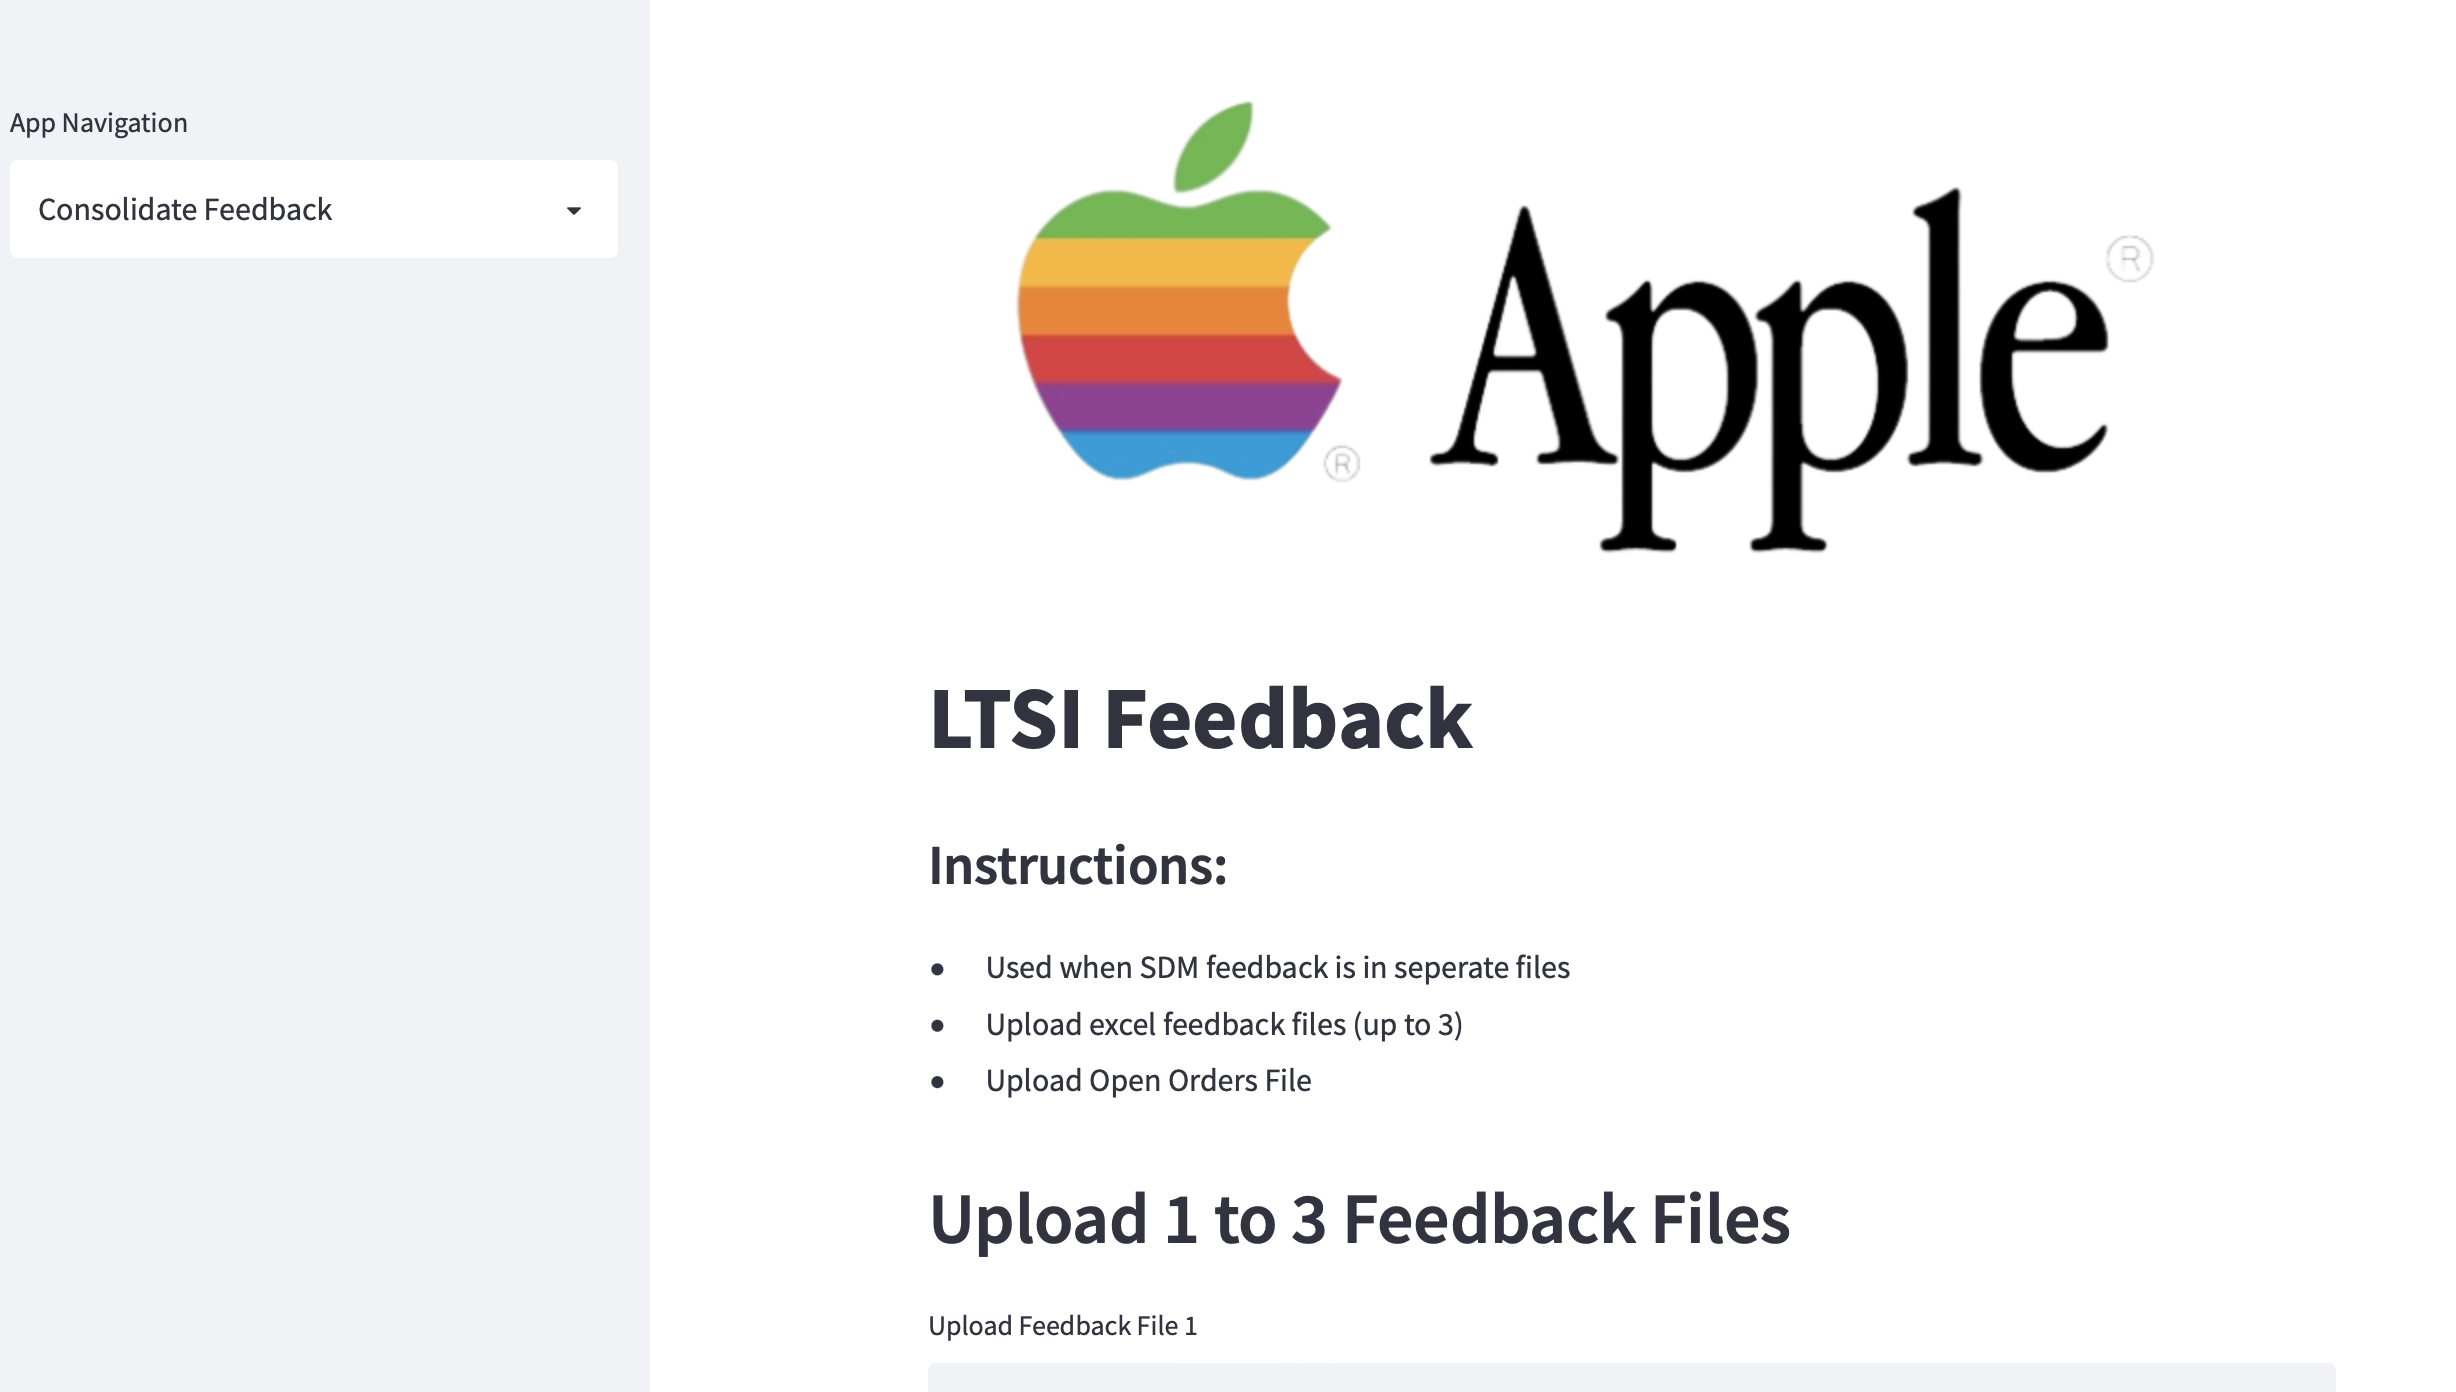 App Navigation
Consolidate Feedback
Apple®
®
LTSI Feedback
Instructions:
• Used when SDM feedback is in seperate files
• Upload excel feedback files (up to 3)
• Upload Open Orders File
Upload 1 to 3 Feedback Files
Upload Feedback File 1